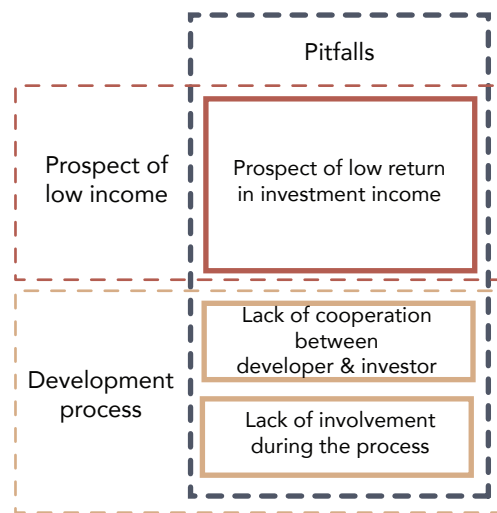 Pitfalls
Prospect of
low income
Prospect of low return
in investment income
Development
process
Lack of cooperation
between
developer & investor
Lack of involvement
during the process